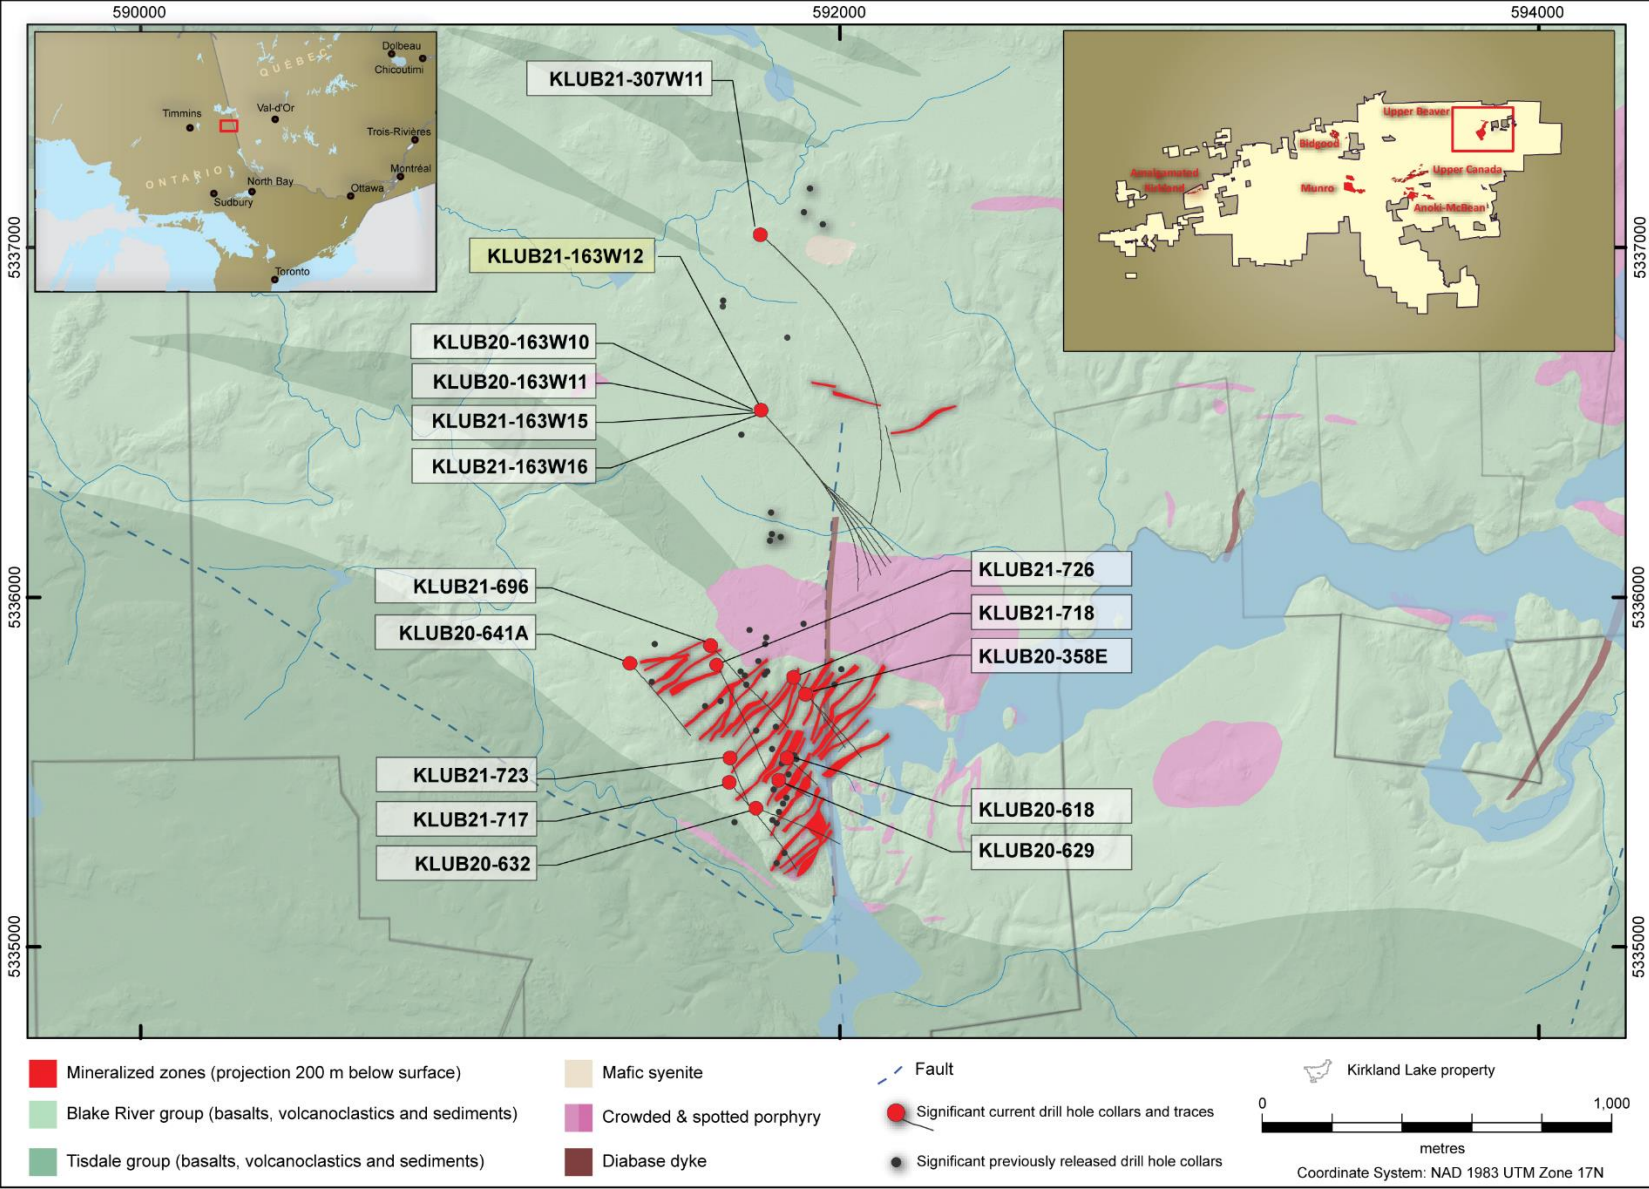 590000
592000
594000
5337000
5336000
5335000
5337000
5336000
5335000
QUÉBEC
ONTARIO
Dolbeau
Chicoutimi
Timmins
Val-d'Or
Trois-Rivières
Montréal
North Bay
Ottawa
Sudbury
Toronto
Upper Beaver
Bidgood
Amalgamated
Kirkland
Munro
Upper Canada
Anoki-McBean
KLUB21-307W11
KLUB21-163W12
KLUB20-163W10
KLUB20-163W11
KLUB21-163W15
KLUB21-163W16
KLUB21-696
KLUB20-641A
KLUB21-726
KLUB21-718
KLUB20-358E
KLUB21-723
KLUB21-717
KLUB20-632
KLUB20-618
KLUB20-629
Mineralized zones (projection 200 m below surface)
Blake River group (basalts, volcanoclastics and sediments)
Tisdale group (basalts, volcanoclastics and sediments)
Mafic syenite
Crowded & spotted porphyry
Diabase dyke
Fault
Significant current drill hole collars and traces
Significant previously released drill hole collars
Kirkland Lake property
0 1,000
metres
Coordinate System: NAD 1983 UTM Zone 17N